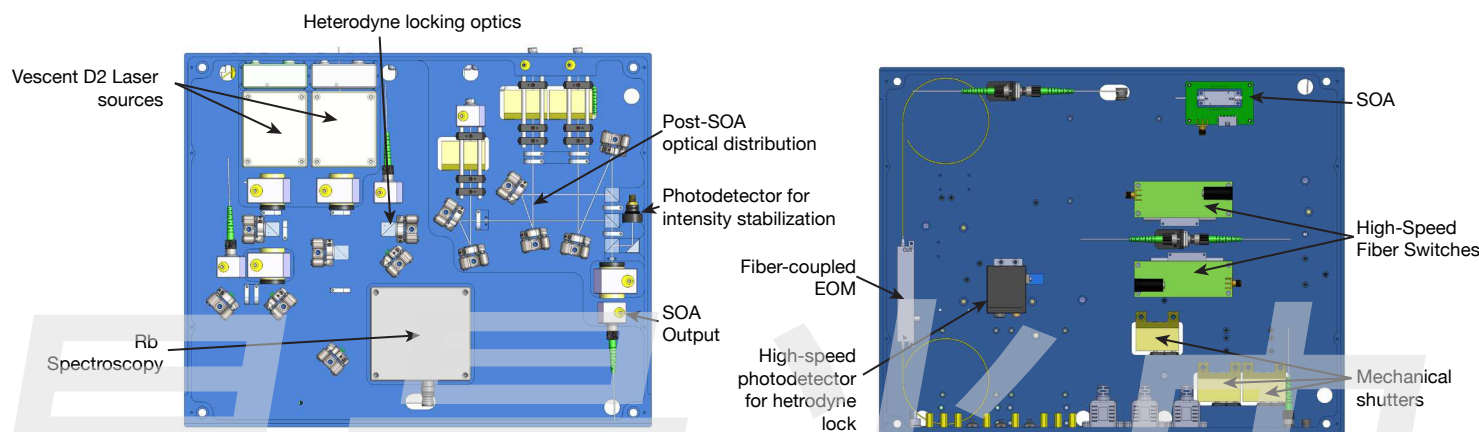 Heterodyne locking optics
Vescent D2 Laser
sources
Post-SOA
optical distribution
Photodetector for
intensity stabilization
SOA
Output
Rb
Spectroscopy
SOA
High-Speed
Fiber Switches
Fiber-coupled
EOM
High-speed
photodetector
for hetrodyne
lock
Mechanical
shutters